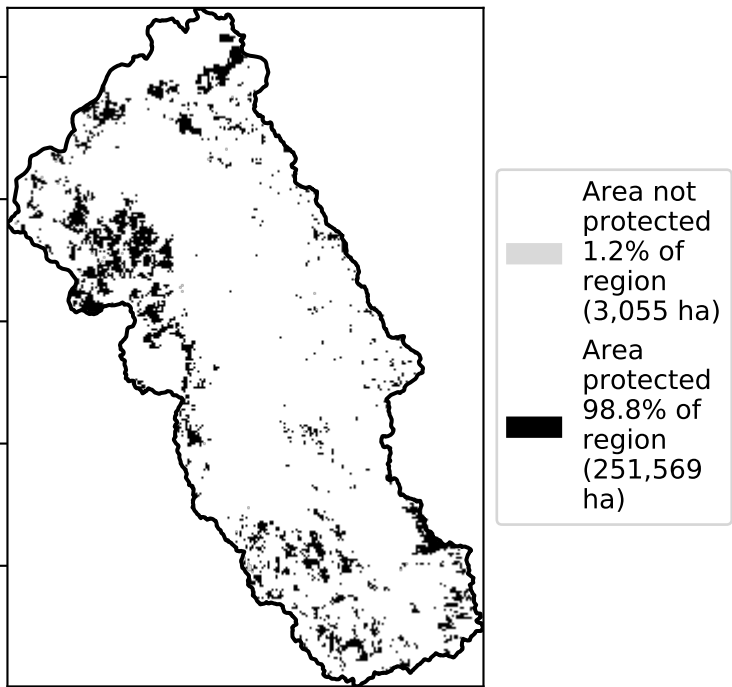 Area not
protected
1.2% of
region
(3,055 ha)
Area
protected
98.8% of
region
(251,569
ha)